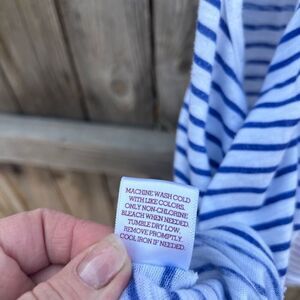 MACHINE WASH COLD
WITH LIKE COLORS.
ONLY NON-CHLORINE
BLEACH WHEN NEEDED.
TUMBLE DRY LOW,
REMOVE PROMPTLY.
COOL IRON IF NEEDED.